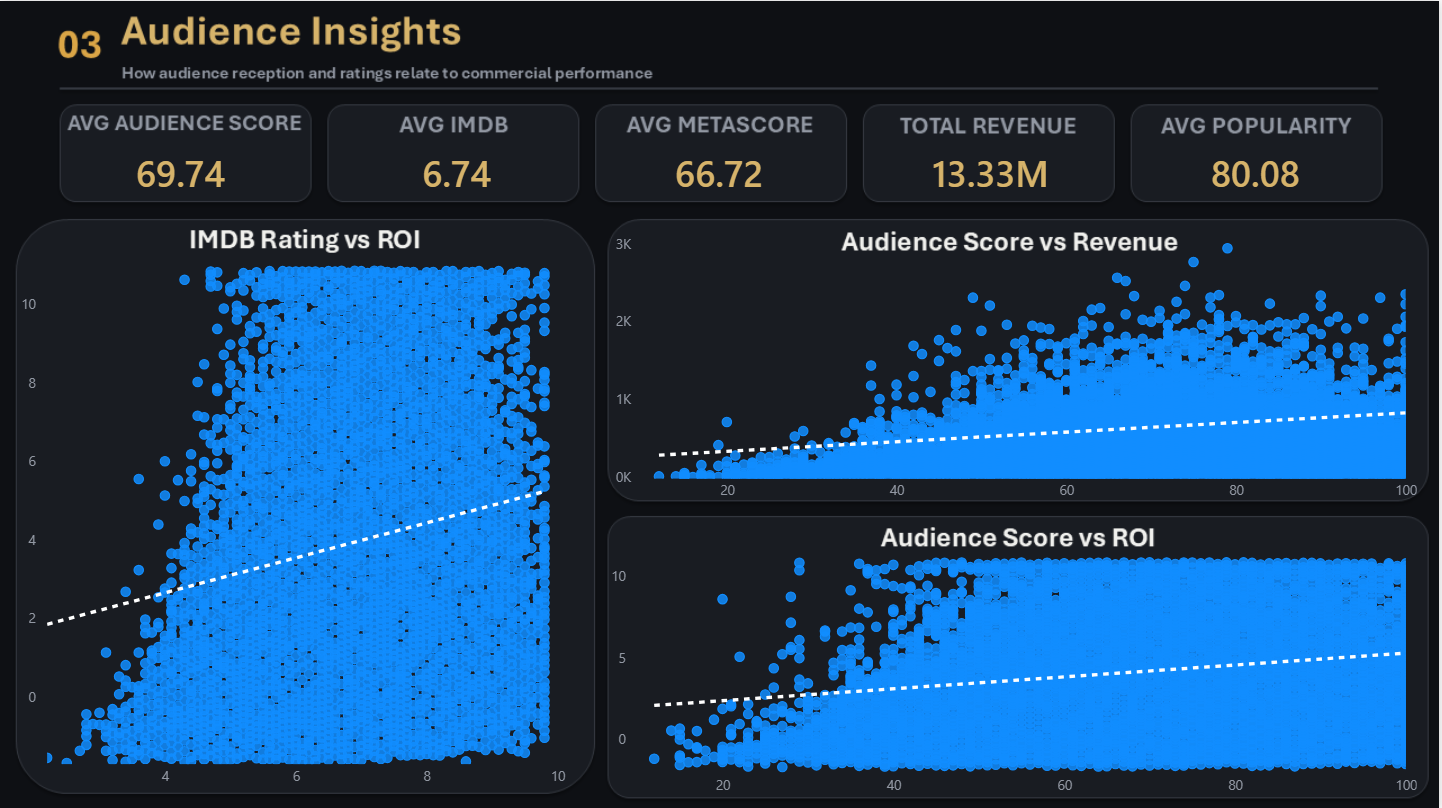 03
Audience Insights
How audience reception and ratings relate to commercial performance
AVG AUDIENCE SCORE
69.74
AVG IMDB
6.74
AVG METASCORE
66.72
TOTAL REVENUE
13.33M
AVG POPULARITY
80.08
IMDB Rating vs ROI
10
8
6
4
2
0
4 6 8 10
Audience Score vs Revenue
3K
2K
1K
0K
20 40 60 80 100
Audience Score vs ROI
10
5
0
20 40 60 80 100